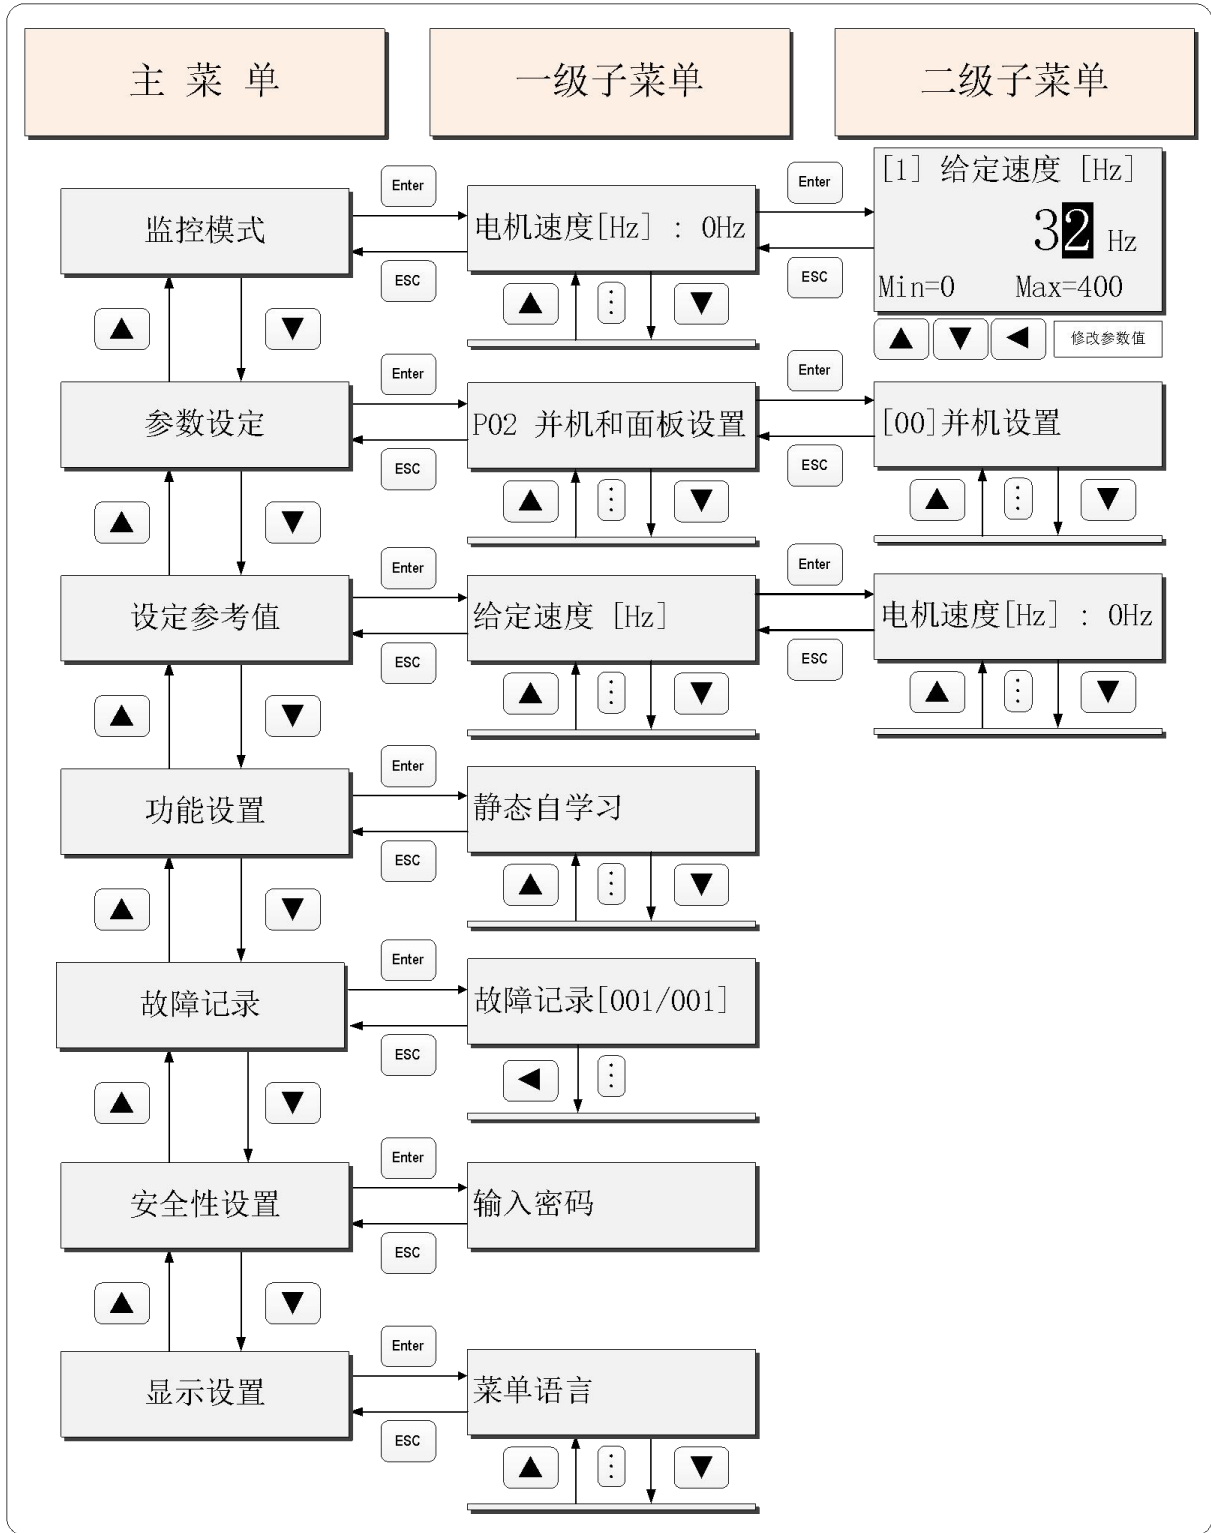 主 菜 单
一级子菜单
二级子菜单
监控模式
Enter
ESC
电机速度[Hz] : 0Hz
Enter
ESC
[1] 给定速度 [Hz]
32 Hz
Min=0 Max=400
修改参数值
参数设定
Enter
ESC
P02 并机和面板设置
Enter
ESC
[00]并机设置
设定参考值
Enter
ESC
给定速度 [Hz]
Enter
ESC
电机速度[Hz] : 0Hz
功能设置
Enter
ESC
静态自学习
故障记录
Enter
ESC
故障记录[001/001]
安全性设置
Enter
ESC
输入密码
显示设置
Enter
ESC
菜单语言